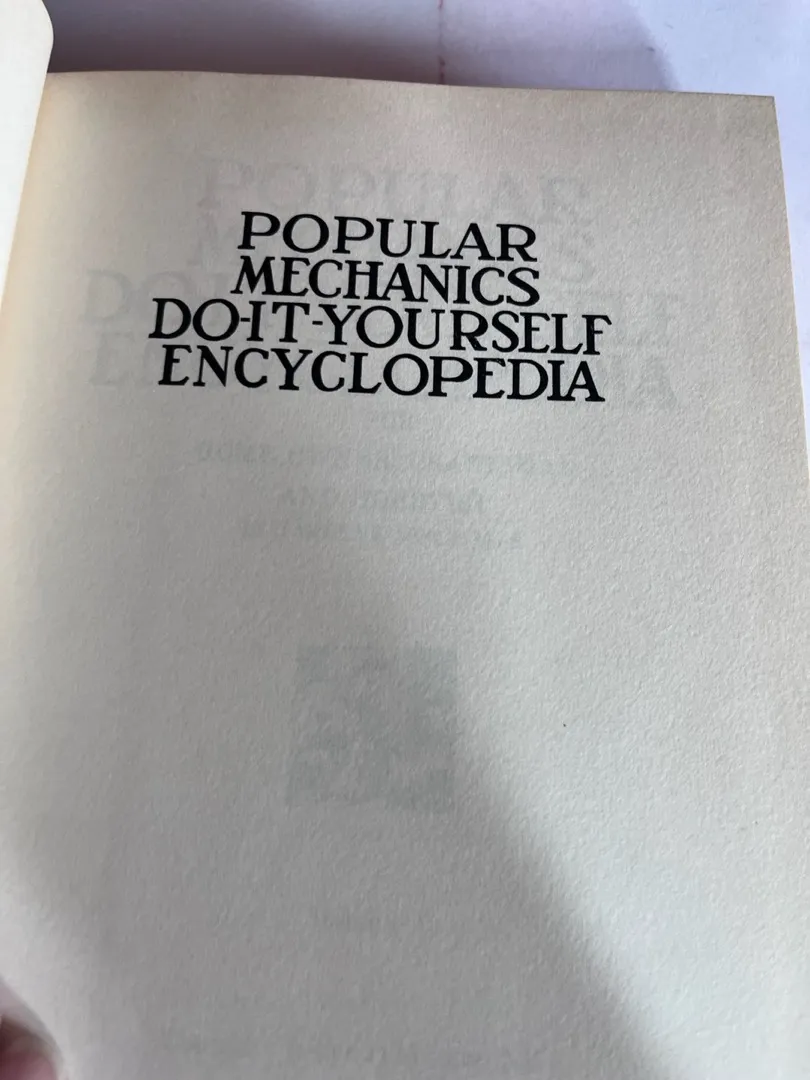 POPULAR
MECHANICS
DO-IT-YOURSELF
ENCYCLOPEDIA